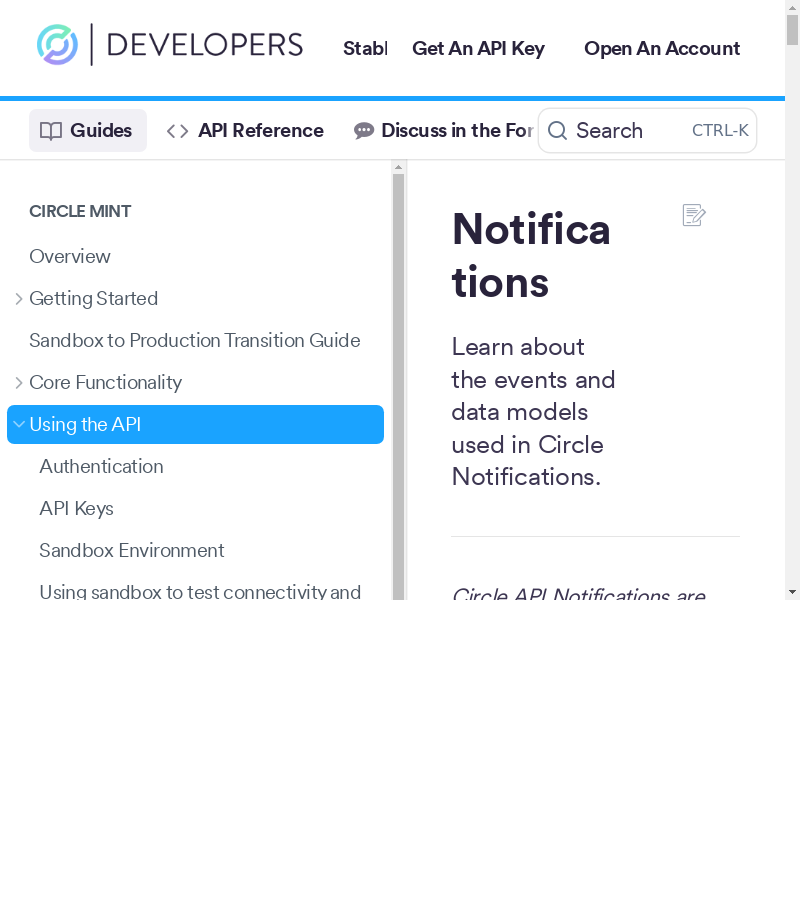 DEVELOPERS
Stabl
Get An API Key
Open An Account
Guides
API Reference
Discuss in the For
Search
CTRL-K
CIRCLE MINT
Overview
Getting Started
Sandbox to Production Transition Guide
Core Functionality
Using the API
Authentication
API Keys
Sandbox Environment
Using sandbox to test connectivity and
Notifica
tions
Learn about
the events and
data models
used in Circle
Notifications.
Circle API Notifications are